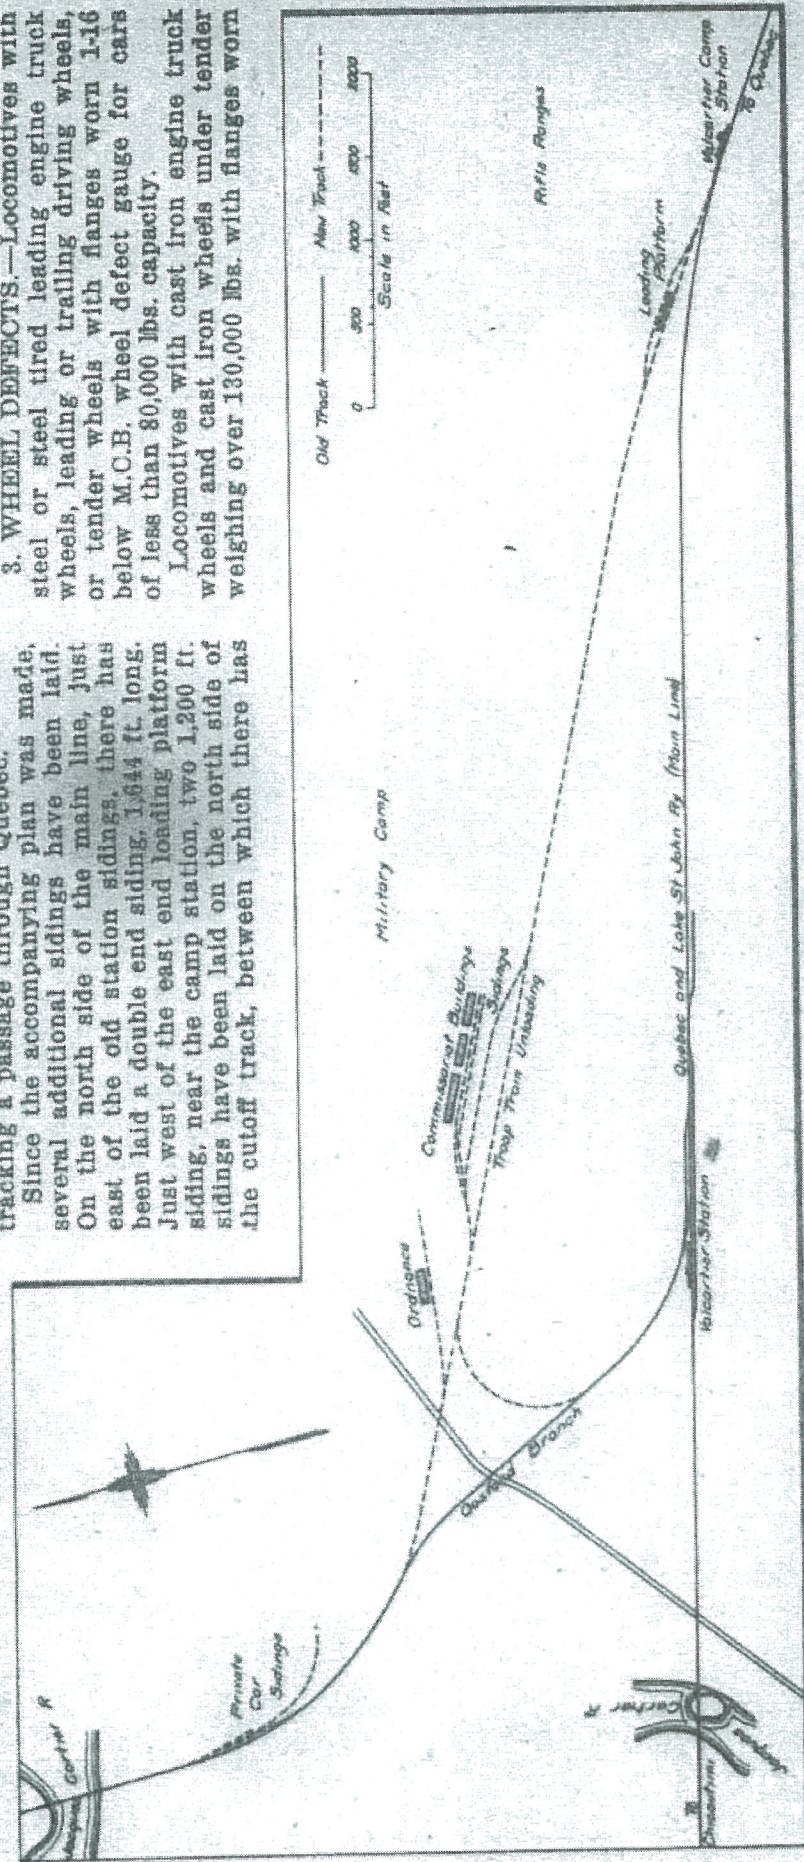 tracking a passage through Quebec.
Since the accompanying plan was made,
several additional sidings have been laid.
On the north side of the main line, just
east of the old station sidings, there has
been laid a double end siding, 1,644 ft. long.
Just west of the east end loading platform
siding, near the camp station, two 1,200 ft.
sidings have been laid on the north side of
the cutoff track, between which there has
3. WHEEL DEFECTS.—Locomotives with
steel or steel tired leading engine truck
wheels, leading or trailing driving wheels,
or tender wheels with flanges worn 1-16
below M.C.B. wheel defect gauge for cars
of less than 80,000 lbs. capacity.
Locomotives with cast iron engine truck
wheels and cast iron wheels under tender
weighing over 130,000 lbs. with flanges worn
Old Track
New Track
0 500 1000 1500 2000
Scale in Feet
Cartier R
Private
Car
Sidings
Ordnance
Commissariat Buildings
Sidings
Troop Train Unloading
Military Camp
Rifle Ranges
Loading
Platform
Valcartier Camp
Station
To Quebec
Branch
Valcartier Station
Quebec and Lake St John Ry (Main Line)
To
Cartier R